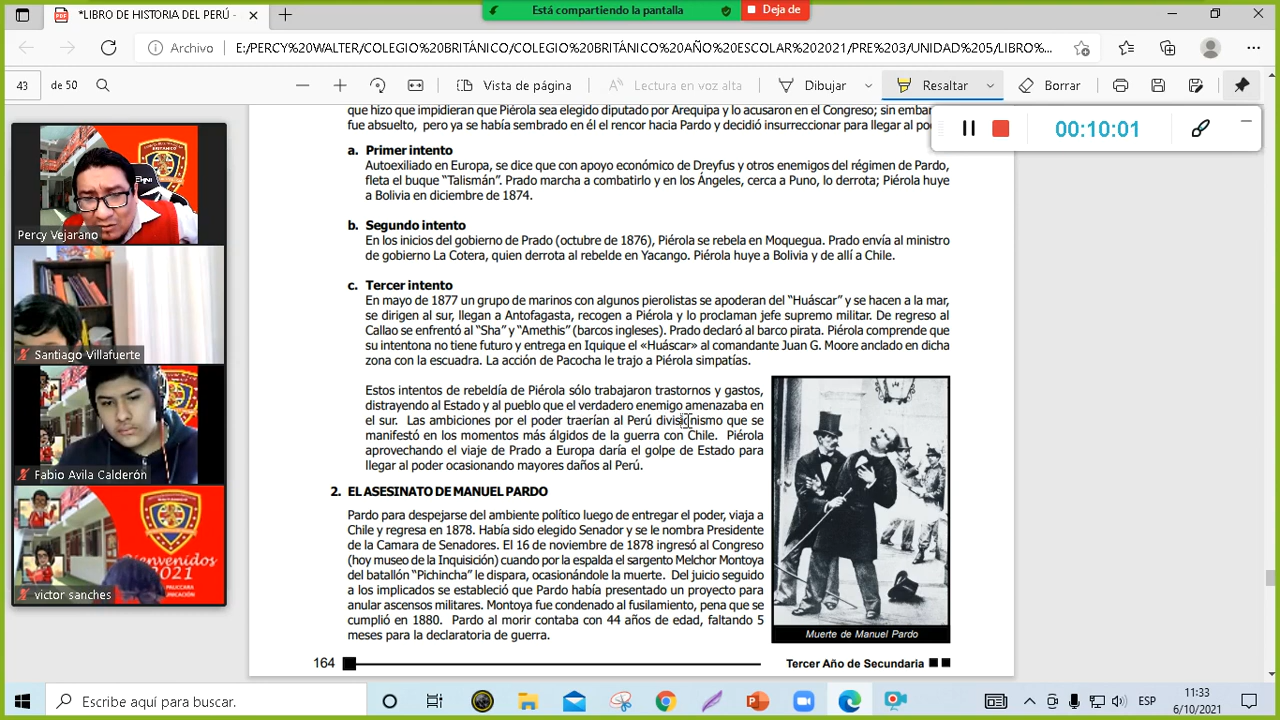 *LIBRO DE HISTORIA DEL PERÚ -
Está compartiendo la pantalla
Deja de
Archivo
E:/PERCY%20WALTER/COLEGIO%20BRITÁNICO/COLEGIO%20BRITÁNICO%20AÑO%20ESCOLAR%202021/PRE%203/UNIDAD%205/LIBRO%...
43
de 50
Vista de página
Lectura en voz alta
Dibujar
Resaltar
Borrar
00:10:01
que hizo que impidieran que Piérola sea elegido diputado por Arequipa y lo acusaron en el Congreso; sin
fue absuelto, pero ya se había sembrado en él el rencor hacia Pardo y decidió insurreccionar para llegar al
a. Primer intento
Autoexiliado en Europa, se dice que con apoyo económico de Dreyfus y otros enemigos del régimen de Pardo,
fleta el buque "Talismán". Prado marcha a combatirlo y en los Ángeles, cerca a Puno, lo derrota; Piérola huye
a Bolivia en diciembre de 1874.
b. Segundo intento
En los inicios del gobierno de Prado (octubre de 1876), Piérola se rebela en Moquegua. Prado envía al ministro
de gobierno La Cotera, quien derrota al rebelde en Yacango. Piérola huye a Bolivia y de allí a Chile.
c. Tercer intento
En mayo de 1877 un grupo de marinos con algunos pierolistas se apoderan del "Huáscar" y se hacen a la mar,
se dirigen al sur, llegan a Antofagasta, recogen a Piérola y lo proclaman jefe supremo militar. De regreso al
Callao se enfrentó al "Sha" y "Amethis" (barcos ingleses). Prado declaró al barco pirata. Piérola comprende que
su intentona no tiene futuro y entrega en Iquique el «Huáscar» al comandante Juan G. Moore anclado en dicha
zona con la escuadra. La acción de Pacocha le trajo a Piérola simpatías.
Estos intentos de rebeldía de Piérola sólo trabajaron trastornos y gastos,
distrayendo al Estado y al pueblo que el verdadero enemigo amenazaba en
el sur. Las ambiciones por el poder traerían al Perú divisionismo que se
manifestó en los momentos más álgidos de la guerra con Chile. Piérola
aprovechando el viaje de Prado a Europa daría el golpe de Estado para
llegar al poder ocasionando mayores daños al Perú.
2. EL ASESINATO DE MANUEL PARDO
Pardo para despejarse del ambiente político luego de entregar el poder, viaja a
Chile y regresa en 1878. Había sido elegido Senador y se le nombra Presidente
de la Camara de Senadores. El 16 de noviembre de 1878 ingresó al Congreso
(hoy museo de la Inquisición) cuando por la espalda el sargento Melchor Montoya
del batallón "Pichincha" le dispara, ocasionándole la muerte. Del juicio seguido
a los implicados se estableció que Pardo había presentado un proyecto para
anular ascensos militares. Montoya fue condenado al fusilamiento, pena que se
cumplió en 1880. Pardo al morir contaba con 44 años de edad, faltando 5
meses para la declaratoria de guerra.
Muerte de Manuel Pardo
164
Tercer Año de Secundaria
Percy Vejarano
Santiago Villafuerte
Fabio Avila Calderón
Bienvenidos
2021
victor sanches
Escribe aquí para buscar.
ESP
11:33
6/10/2021